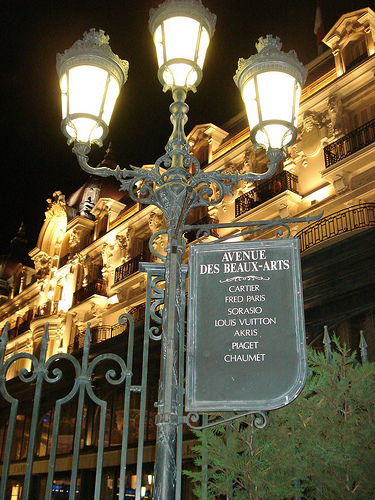 AVENUE
DES BEAUX-ARTS
CARTIER
FRED PARIS
SORASIO
LOUIS VUITTON
AKRIS
PIAGET
CHAUMET